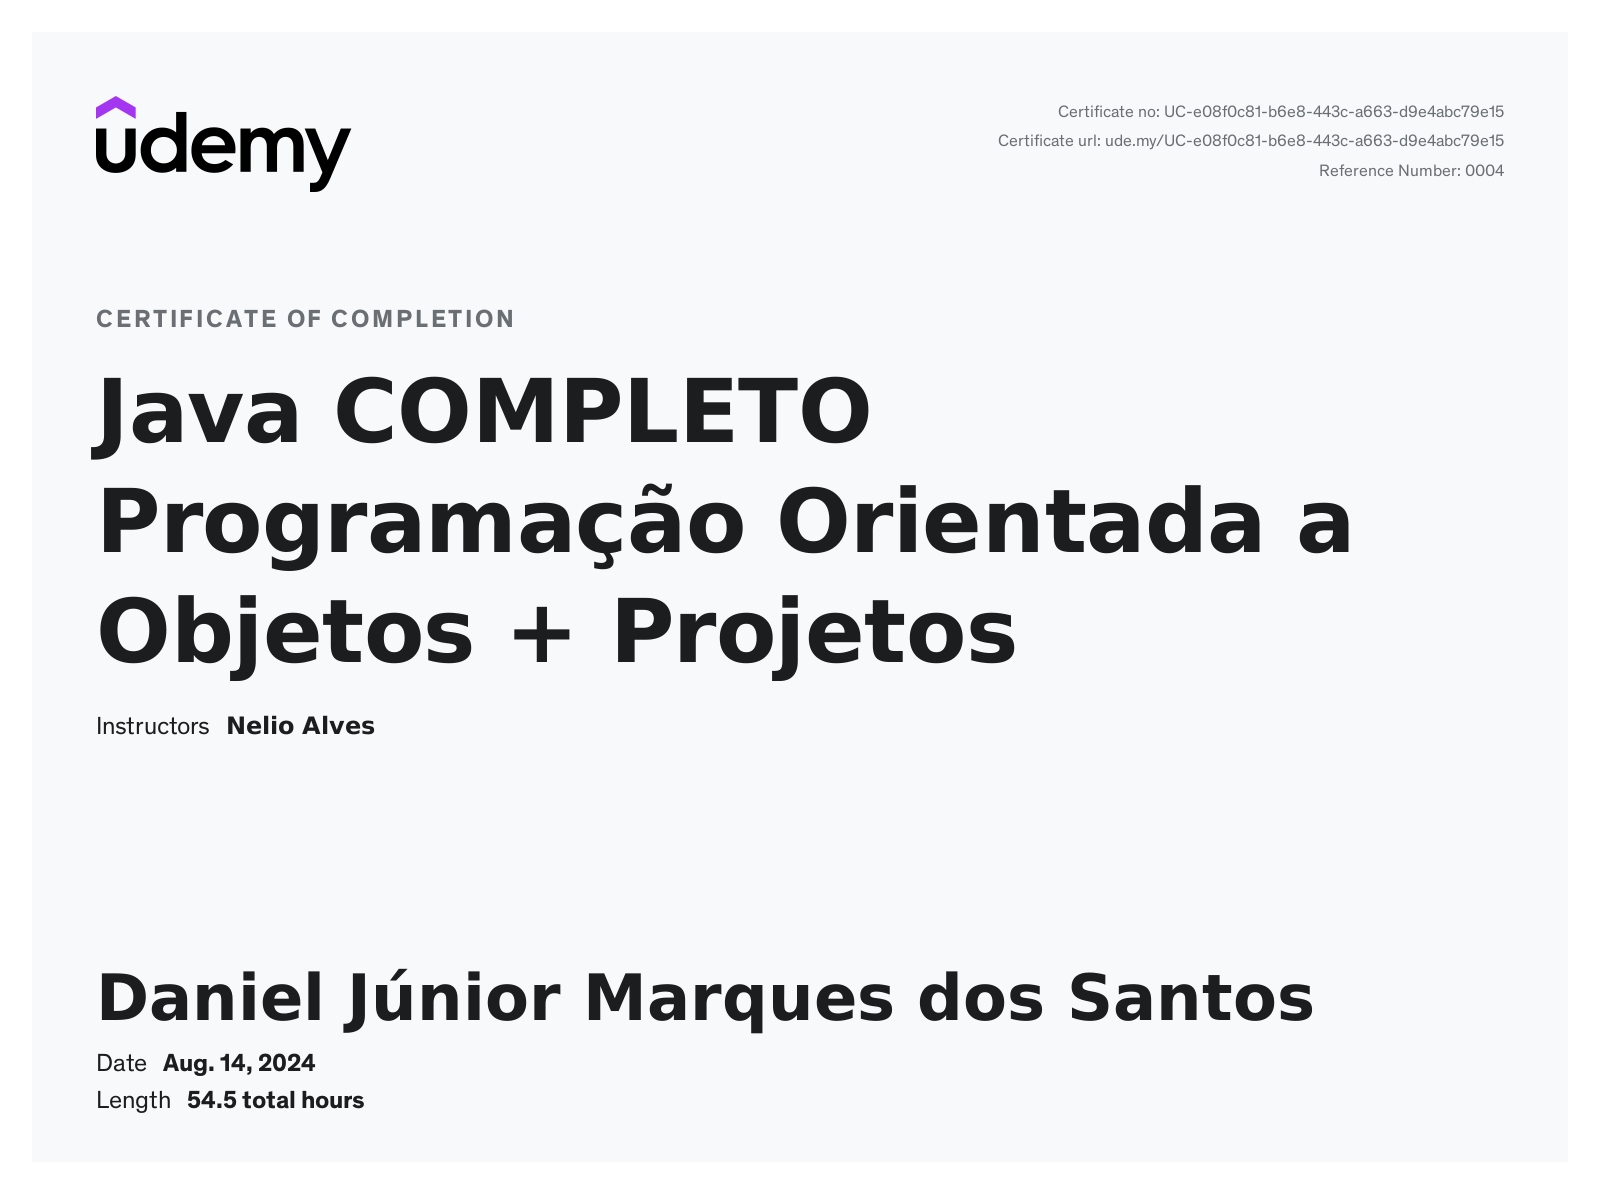 udemy
Certificate no: UC-e08f0c81-b6e8-443c-a663-d9e4abc79e15
Certificate url: ude.my/UC-e08f0c81-b6e8-443c-a663-d9e4abc79e15
Reference Number: 0004
CERTIFICATE OF COMPLETION
Java COMPLETO
Programação Orientada a
Objetos + Projetos
Instructors Nelio Alves
Daniel Júnior Marques dos Santos
Date Aug. 14, 2024
Length 54.5 total hours